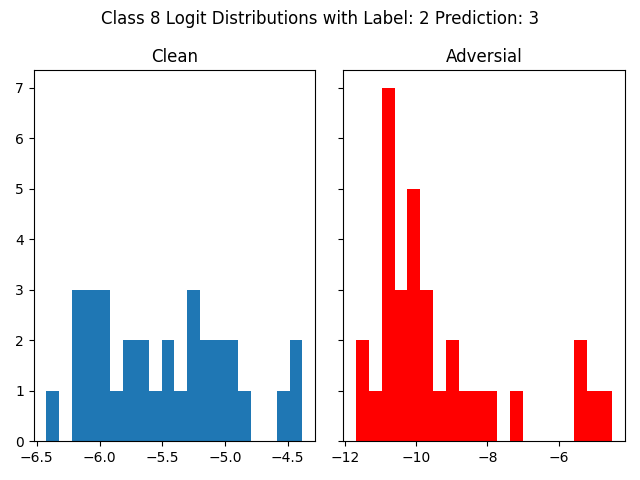 Class 8 Logit Distributions with Label: 2 Prediction: 3
Clean
Adversial
7
6
5
4
3
2
1
0
−6.5 −6.0 −5.5 −5.0 −4.5
−12 −10 −8 −6